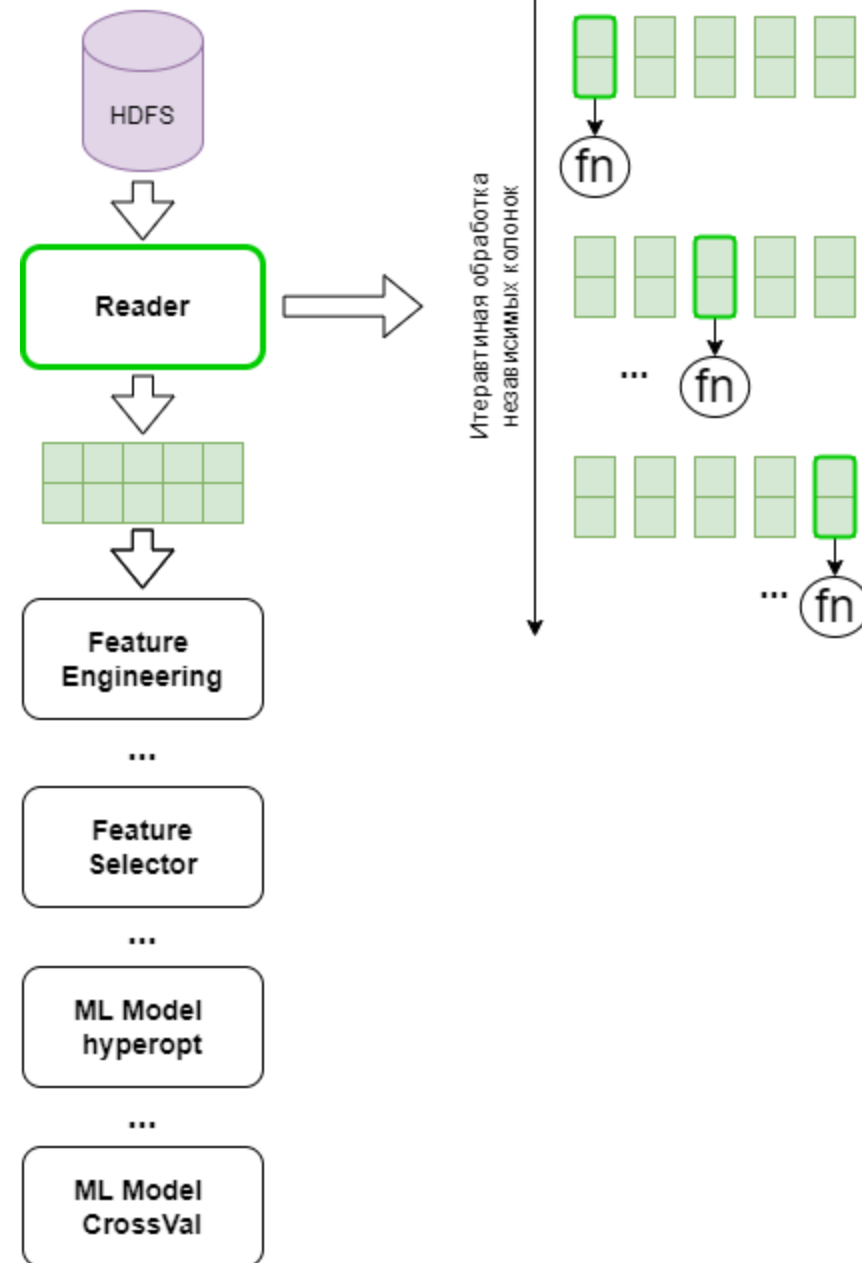 HDFS
Reader
Feature
Engineering
...
Feature
Selector
...
ML Model
hyperopt
...
ML Model
CrossVal
Итеравтиная обработка
независимых колонок
fn
...
fn
...
fn